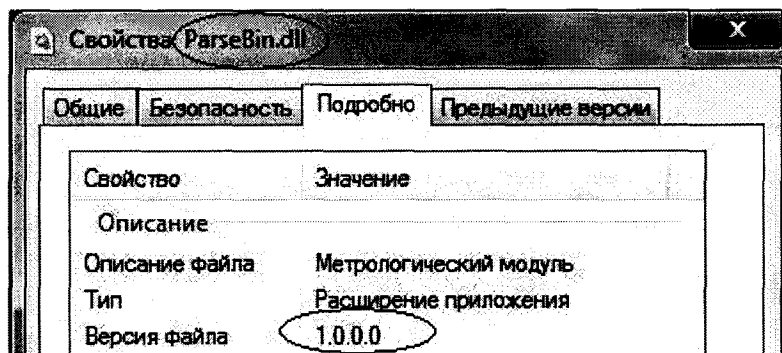 Свойства ParseBin.dll
Общие Безопасность Подробно Предыдущие версии
Свойство Значение
Описание
Описание файла Метрологический модуль
Тип Расширение приложения
Версия файла 1.0.0.0